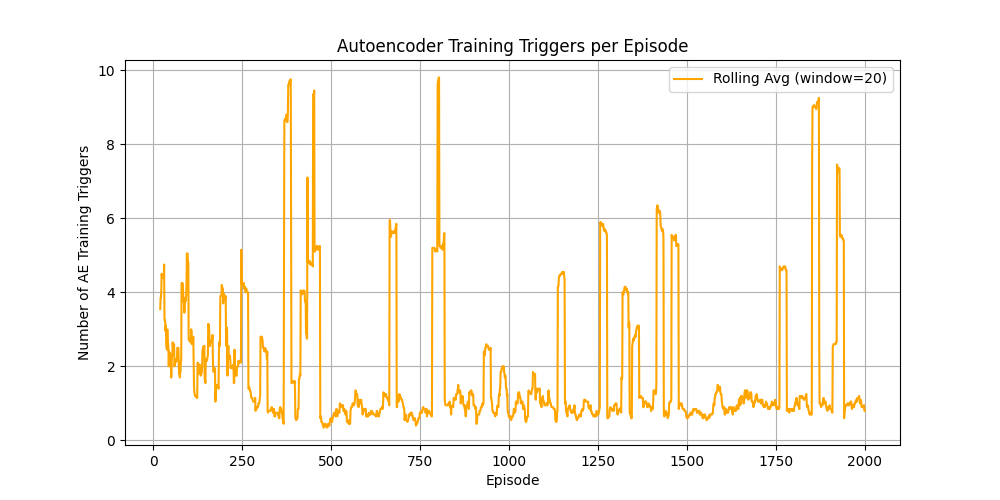 Autoencoder Training Triggers per Episode
Rolling Avg (window=20)
Number of AE Training Triggers
10
8
6
4
2
0
0 250 500 750 1000 1250 1500 1750 2000
Episode